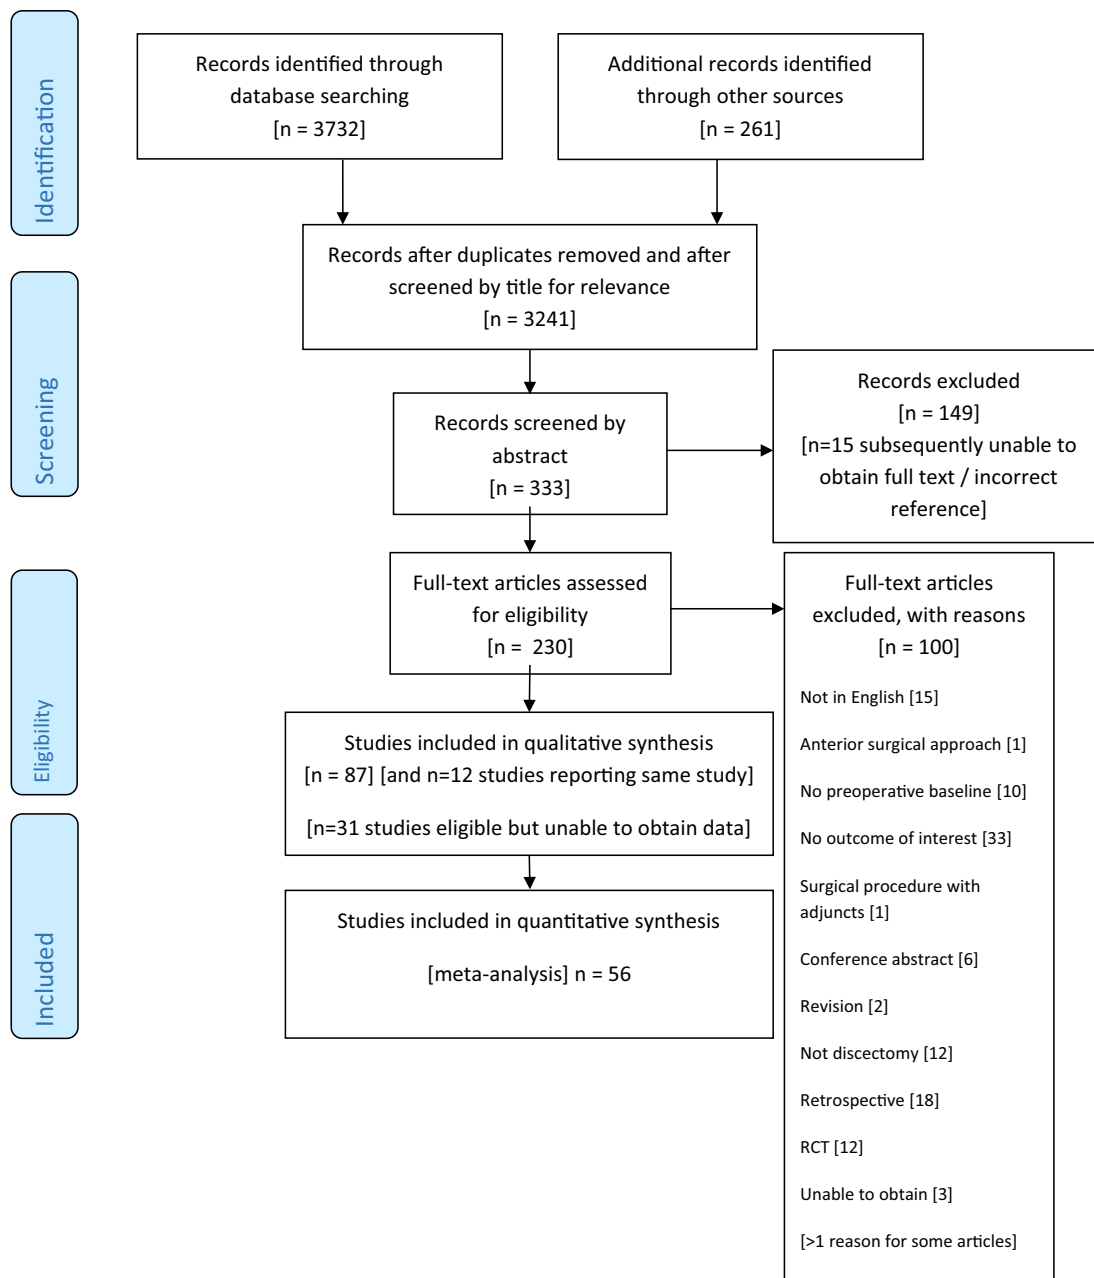 Identification
Records identified through
database searching
[n = 3732]
Additional records identified
through other sources
[n = 261]
Records after duplicates removed and after
screened by title for relevance
[n = 3241]
Screening
Records screened by
abstract
[n = 333]
Records excluded
[n = 149]
[n=15 subsequently unable to
obtain full text / incorrect
reference]
Eligibility
Full-text articles assessed
for eligibility
[n = 230]
Full-text articles
excluded, with reasons
[n = 100]
Not in English [15]
Anterior surgical approach [1]
No preoperative baseline [10]
No outcome of interest [33]
Surgical procedure with
adjuncts [1]
Conference abstract [6]
Revision [2]
Not discectomy [12]
Retrospective [18]
RCT [12]
Unable to obtain [3]
[>1 reason for some articles]
Studies included in qualitative synthesis
[n = 87] [and n=12 studies reporting same study]
[n=31 studies eligible but unable to obtain data]
Included
Studies included in quantitative synthesis
[meta-analysis] n = 56